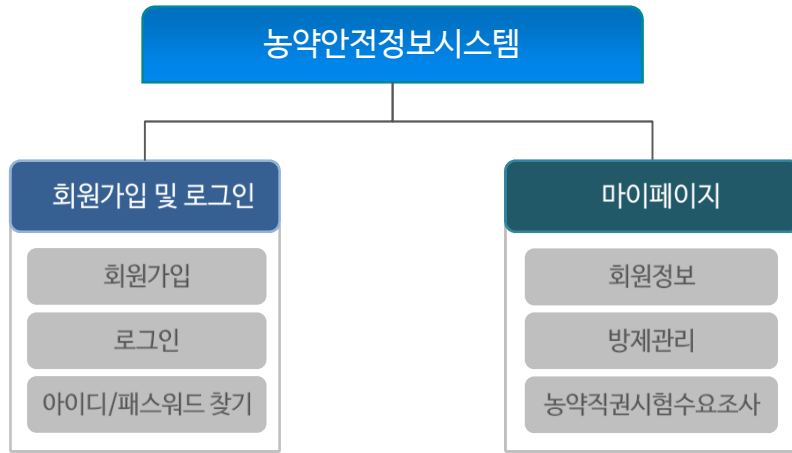 농약안전정보시스템
회원가입 및 로그인
회원가입
로그인
아이디/패스워드 찾기
마이페이지
회원정보
방제관리
농약직권시험수요조사